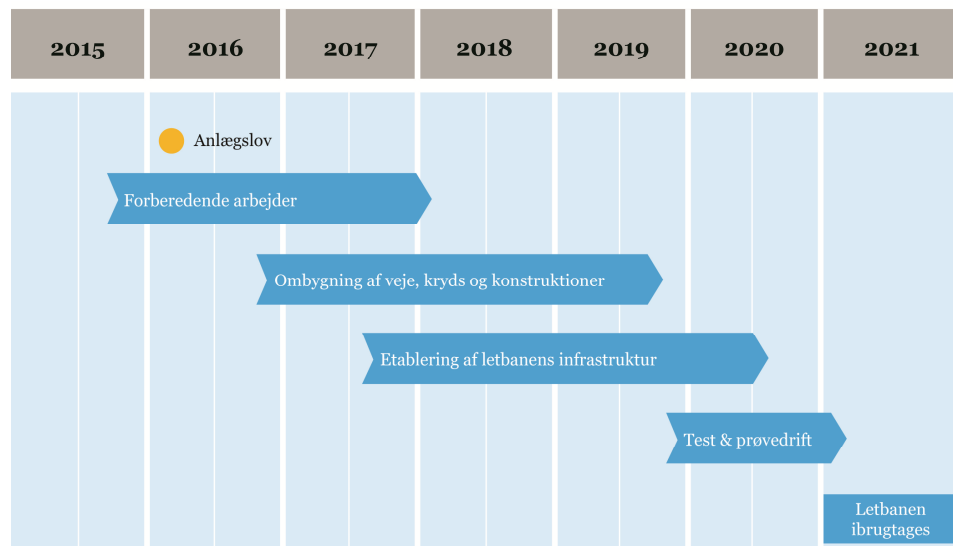 2015 2016 2017 2018 2019 2020 2021
Anlægslov
Forberedende arbejder
Ombygning af veje, kryds og konstruktioner
Etablering af letbanens infrastruktur
Test & prøvedrift
Letbanen
ibrugtages